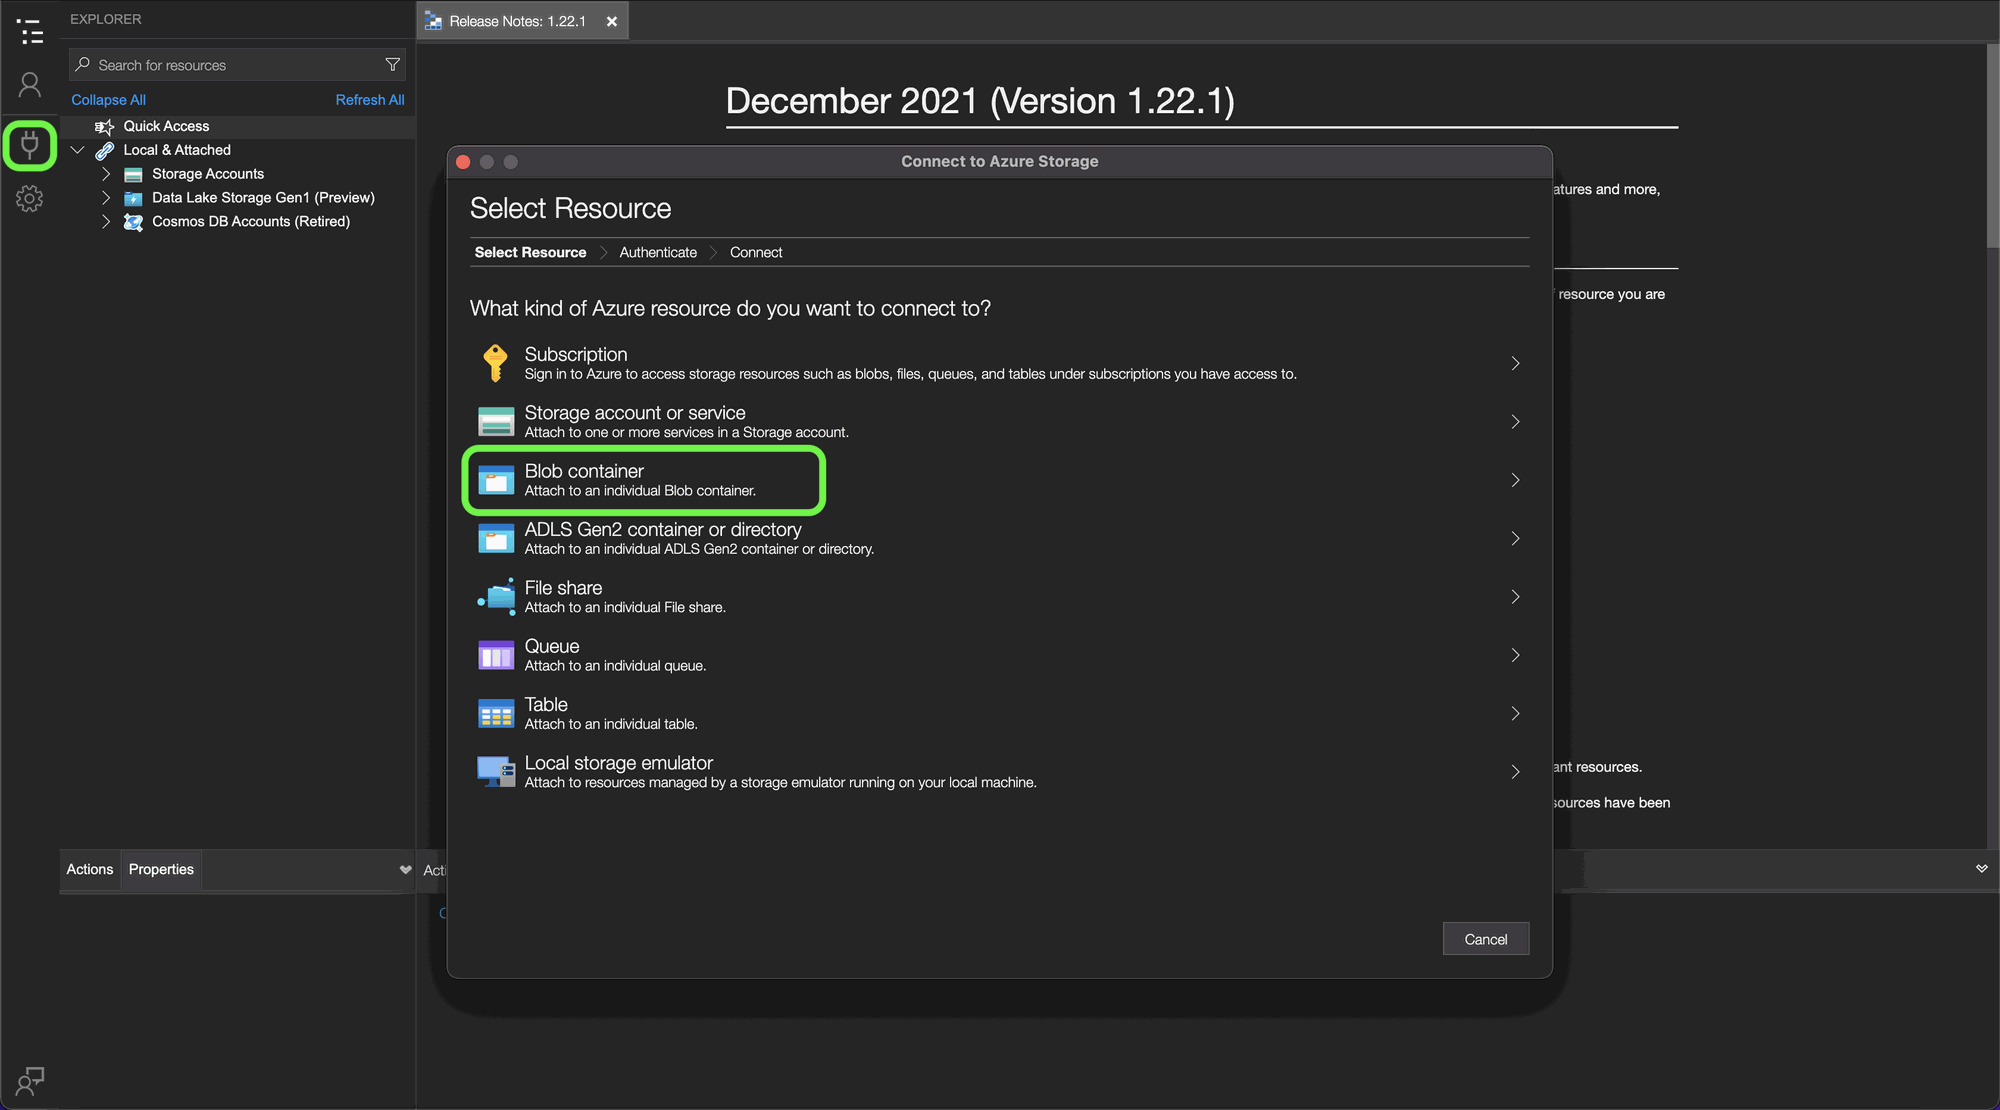 EXPLORER
Search for resources
Collapse All
Refresh All
Quick Access
Local & Attached
Storage Accounts
Data Lake Storage Gen1 (Preview)
Cosmos DB Accounts (Retired)
Actions
Properties
Release Notes: 1.22.1
December 2021 (Version 1.22.1)
atures and more,
resource you are
ant resources.
sources have been
Acti
Connect to Azure Storage
Select Resource
Select Resource
Authenticate
Connect
What kind of Azure resource do you want to connect to?
Subscription
Sign in to Azure to access storage resources such as blobs, files, queues, and tables under subscriptions you have access to.
Storage account or service
Attach to one or more services in a Storage account.
Blob container
Attach to an individual Blob container.
ADLS Gen2 container or directory
Attach to an individual ADLS Gen2 container or directory.
File share
Attach to an individual File share.
Queue
Attach to an individual queue.
Table
Attach to an individual table.
Local storage emulator
Attach to resources managed by a storage emulator running on your local machine.
Cancel